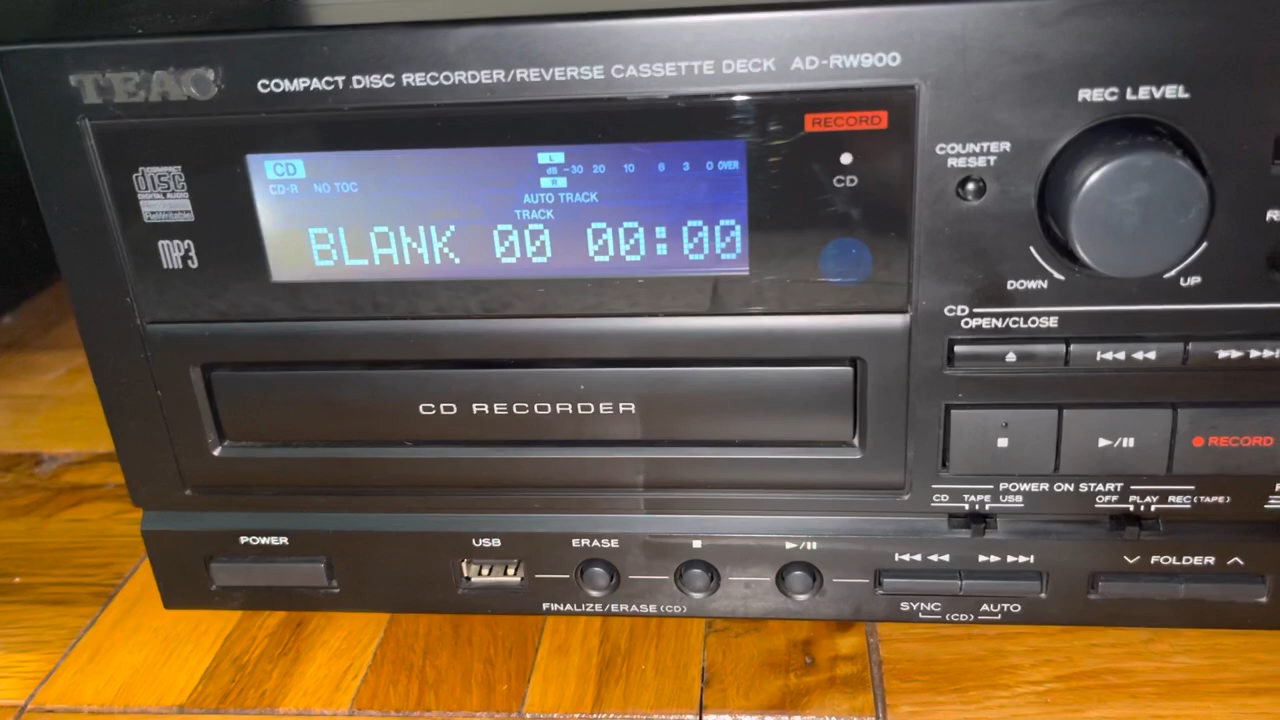 TEAC
COMPACT DISC RECORDER/REVERSE CASSETTE DECK AD-RW900
REC LEVEL
RECORD
CD
L
dB -30 20 10 6 3 0 OVER
R
CD-R NO TOC
AUTO TRACK
TRACK
BLANK 00 00:00
CD
COMPACT
disc
DIGITAL AUDIO
ReWritable
MP3
COUNTER
RESET
DOWN
UP
CD
OPEN/CLOSE
CD RECORDER
RECORD
POWER ON START
CD TAPE USB
OFF PLAY REC (TAPE)
POWER
USB
ERASE
FOLDER
FINALIZE/ERASE (CD)
SYNC
(CD)
AUTO